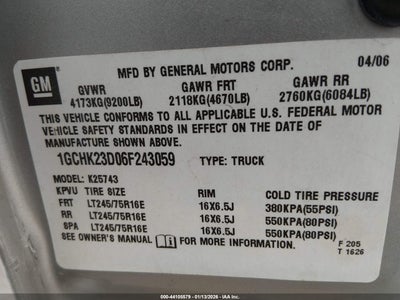 MFD BY GENERAL MOTORS CORP. 04/06
GM
GVWR GAWR FRT GAWR RR
4173KG(9200LB) 2118KG(4670LB) 2760KG(6084LB)
THIS VEHICLE CONFORMS TO ALL APPLICABLE U.S. FEDERAL MOTOR
VEHICLE SAFETY STANDARDS IN EFFECT ON THE DATE OF
MANUFACTURE SHOWN ABOVE.
1GCHK23D06F243059 TYPE: TRUCK
MODEL: K25743
KPVU TIRE SIZE RIM COLD TIRE PRESSURE
FRT LT245/75R16E 16X6.5J 380KPA(55PSI)
RR LT245/75R16E 16X6.5J 550KPA(80PSI)
SPA LT245/75R16E 16X6.5J 550KPA(80PSI)
SEE OWNER'S MANUAL FOR MORE INFORMATION.
F 205
T 1626
000-44105579 - 01/13/2026 - IAA Holdings, LLC.